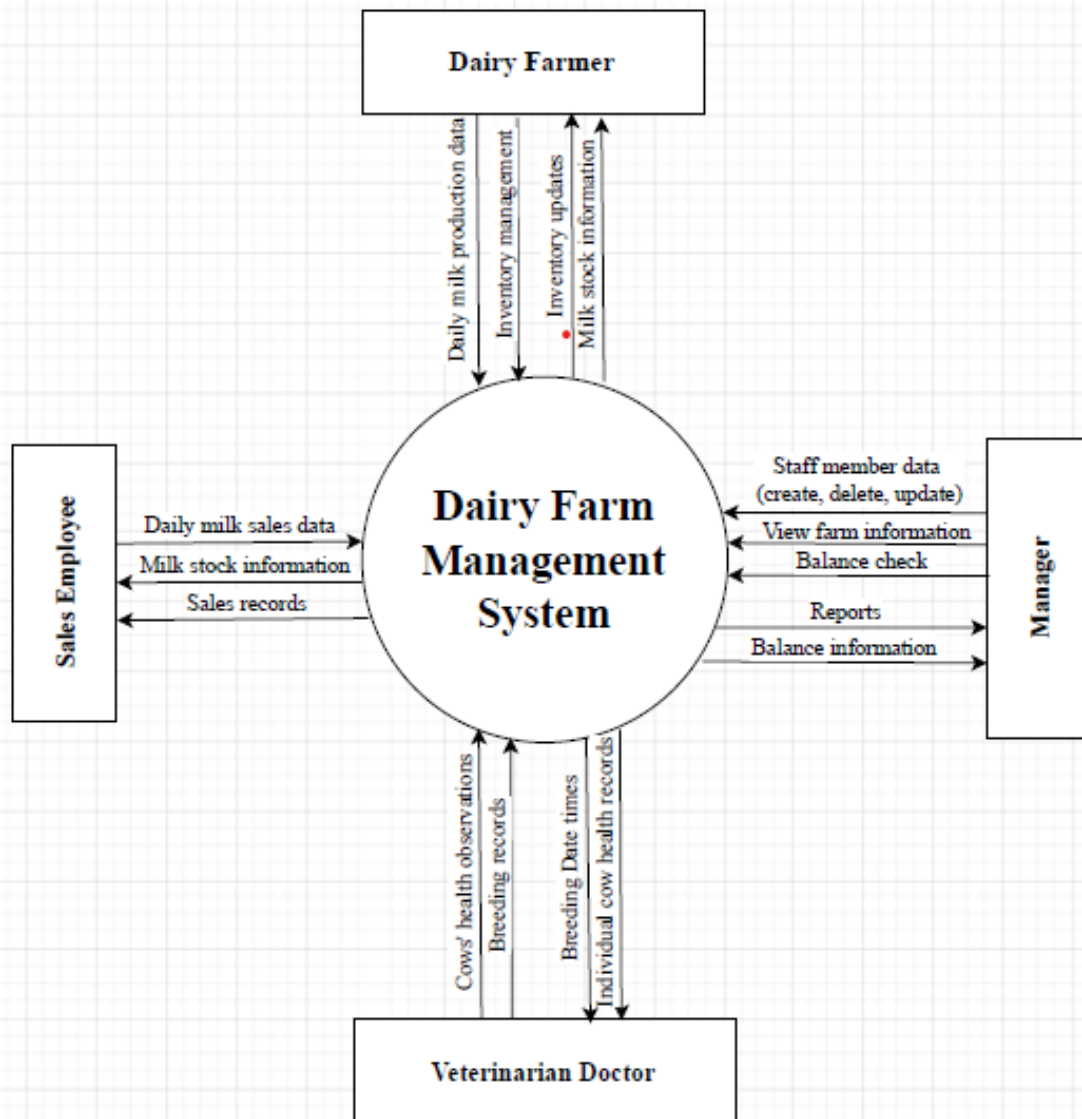 Dairy Farmer
Daily milk production data
Inventory management
Inventory updates
Milk stock information
Sales Employee
Daily milk sales data
Milk stock information
Sales records
Dairy Farm
Management
System
Staff member data
(create, delete, update)
View farm information
Balance check
Reports
Balance information
Manager
Cows' health observations
Breeding records
Breeding Date times
Individual cow health records
Veterinarian Doctor